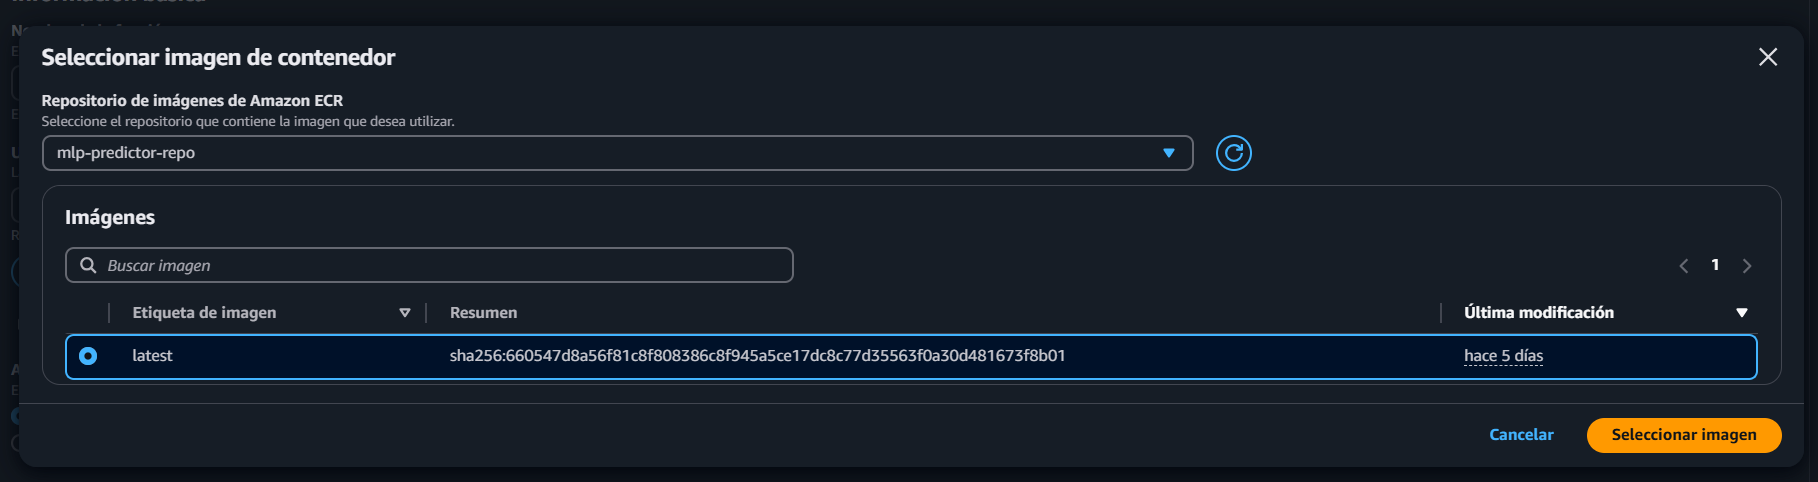 Seleccionar imagen de contenedor
Repositorio de imágenes de Amazon ECR
Seleccione el repositorio que contiene la imagen que desea utilizar.
mlp-predictor-repo
Imágenes
Buscar imagen
1
Etiqueta de imagen
Resumen
Última modificación
latest
sha256:660547d8a56f81c8f808386c8f945a5ce17dc8c77d35563f0a30d481673f8b01
hace 5 días
Cancelar
Seleccionar imagen